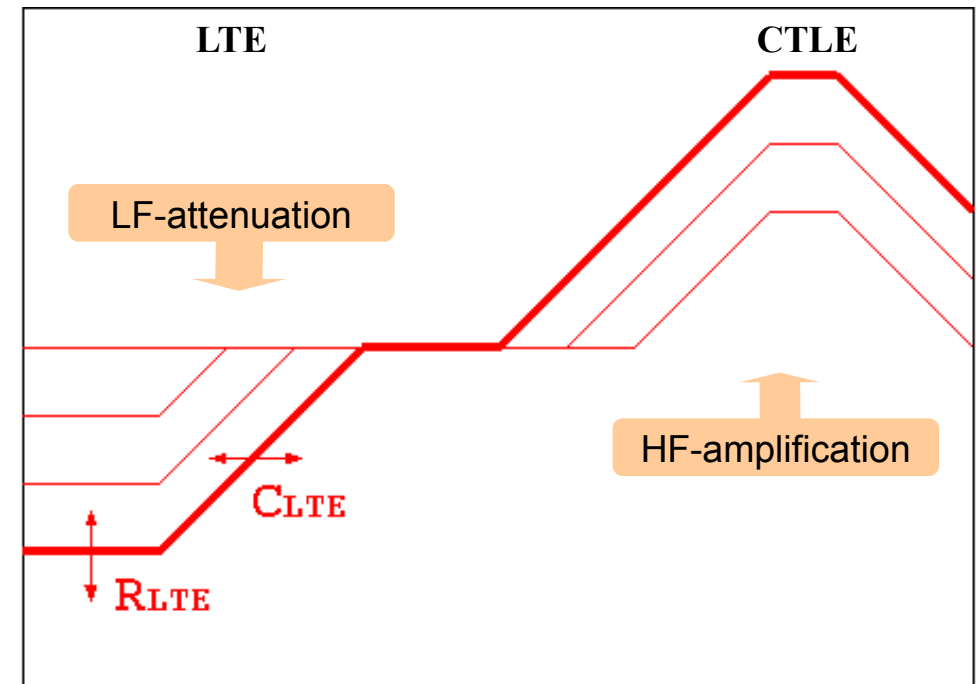 LTE
CTLE
LF-attenuation
HF-amplification
CLTE
RLTE